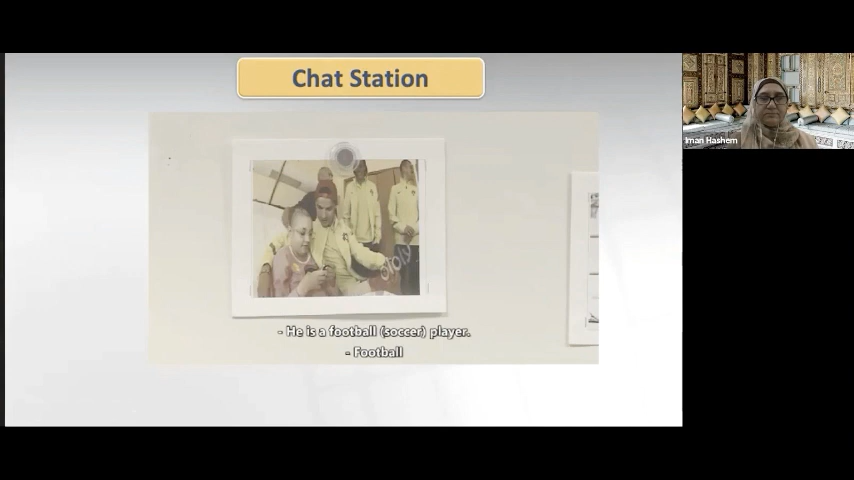 Chat Station
Iman Hashem
- He is a football (soccer) player.
- Football